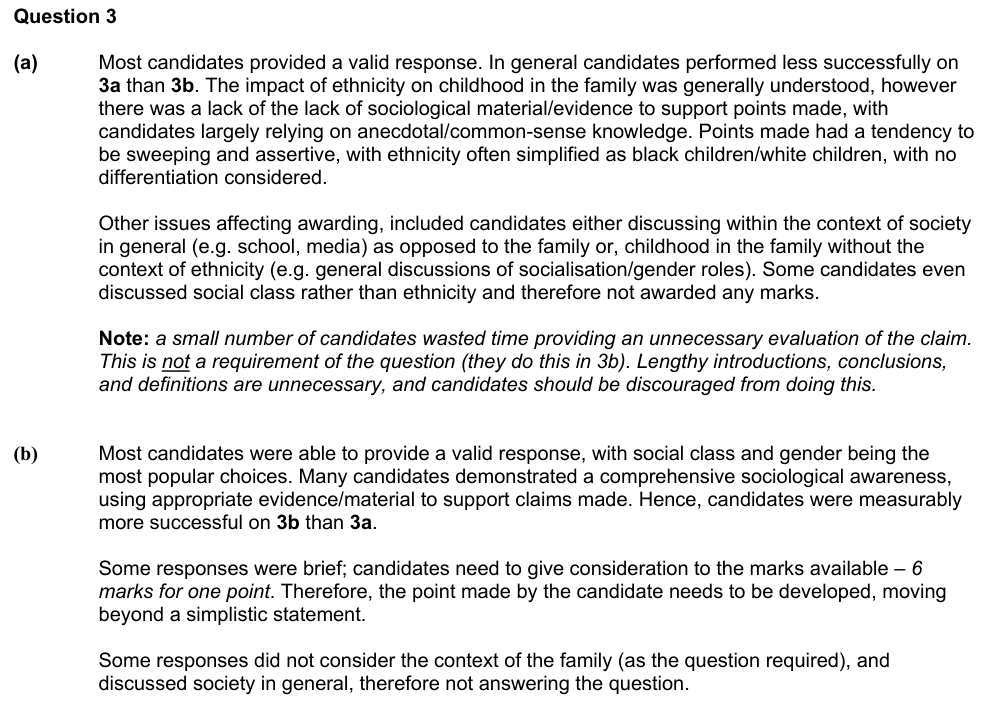 Question 3
(a) Most candidates provided a valid response. In general candidates performed less successfully on
3a than 3b. The impact of ethnicity on childhood in the family was generally understood, however
there was a lack of the lack of sociological material/evidence to support points made, with
candidates largely relying on anecdotal/common-sense knowledge. Points made had a tendency to
be sweeping and assertive, with ethnicity often simplified as black children/white children, with no
differentiation considered.
Other issues affecting awarding, included candidates either discussing within the context of society
in general (e.g. school, media) as opposed to the family or, childhood in the family without the
context of ethnicity (e.g. general discussions of socialisation/gender roles). Some candidates even
discussed social class rather than ethnicity and therefore not awarded any marks.
Note: a small number of candidates wasted time providing an unnecessary evaluation of the claim.
This is not a requirement of the question (they do this in 3b). Lengthy introductions, conclusions,
and definitions are unnecessary, and candidates should be discouraged from doing this.
(b) Most candidates were able to provide a valid response, with social class and gender being the
most popular choices. Many candidates demonstrated a comprehensive sociological awareness,
using appropriate evidence/material to support claims made. Hence, candidates were measurably
more successful on 3b than 3a.
Some responses were brief; candidates need to give consideration to the marks available – 6
marks for one point. Therefore, the point made by the candidate needs to be developed, moving
beyond a simplistic statement.
Some responses did not consider the context of the family (as the question required), and
discussed society in general, therefore not answering the question.